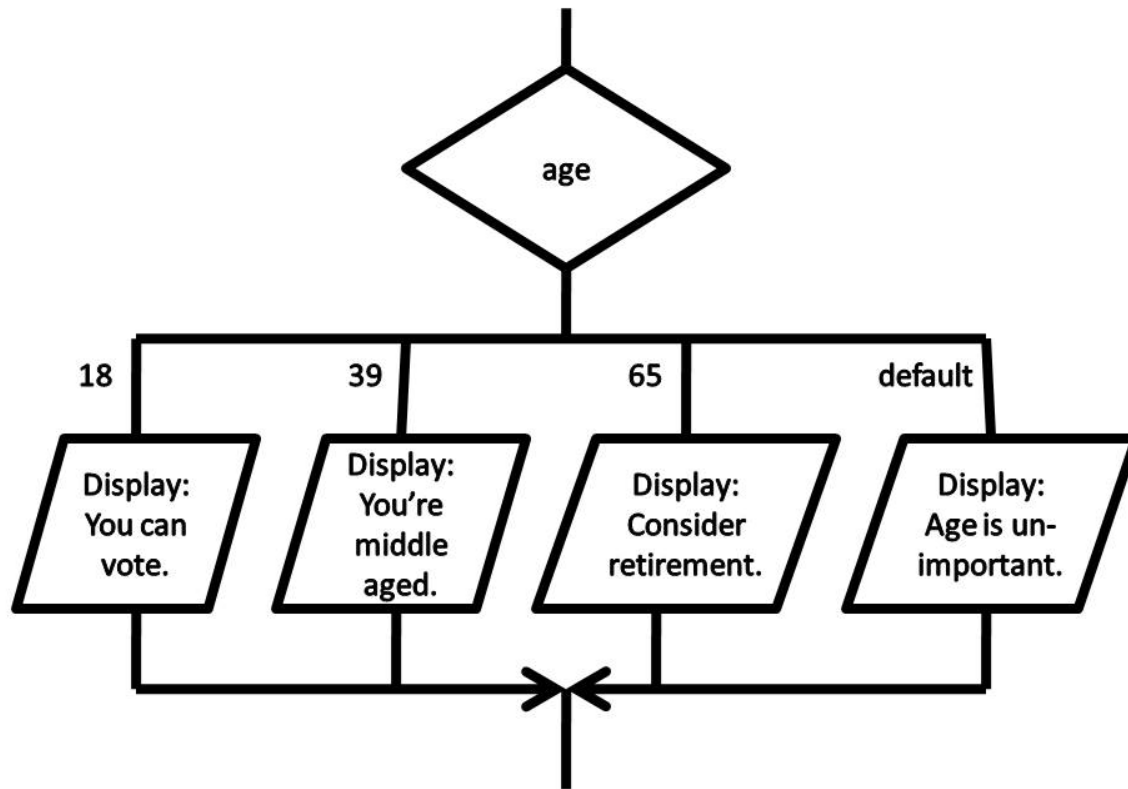 age
18
39
65
default
Display:
You can
vote.
Display:
You’re
middle
aged.
Display:
Consider
retirement.
Display:
Age is un-
important.